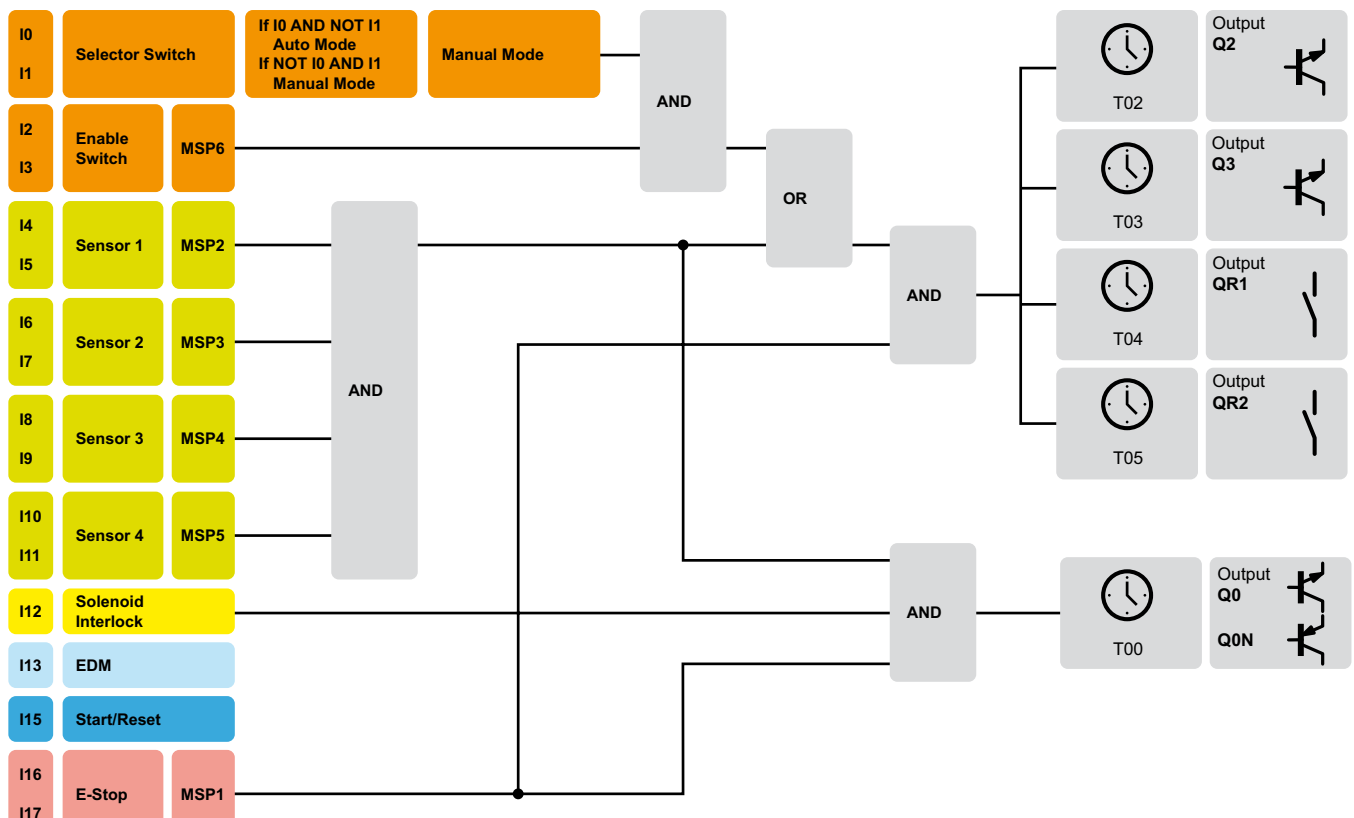 I0
I1
Selector Switch
If I0 AND NOT I1
Auto Mode
If NOT I0 AND I1
Manual Mode
Manual Mode
AND
I2
I3
Enable
Switch
MSP6
OR
I4
I5
Sensor 1
MSP2
AND
I6
I7
Sensor 2
MSP3
AND
I8
I9
Sensor 3
MSP4
I10
I11
Sensor 4
MSP5
I12
Solenoid
Interlock
AND
I13
EDM
I15
Start/Reset
I16
I17
E-Stop
MSP1
T02
Output
Q2
T03
Output
Q3
T04
Output
QR1
T05
Output
QR2
T00
Output
Q0
Q0N